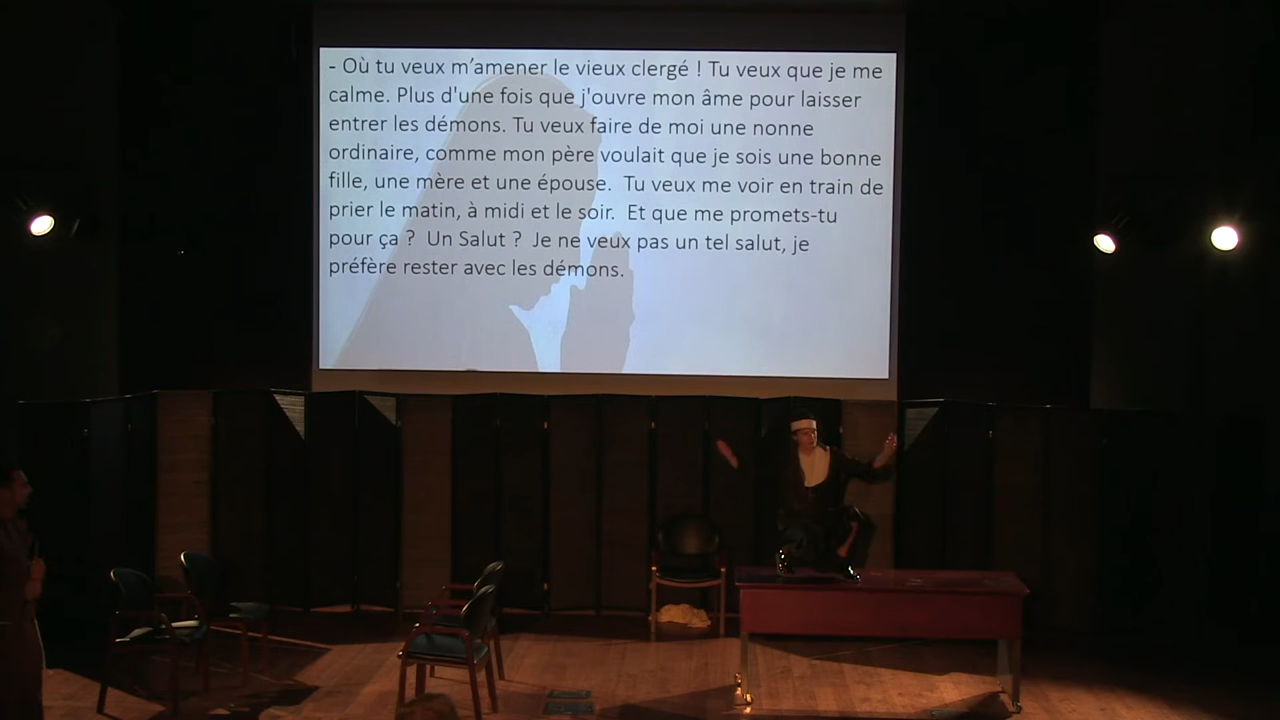 - Où tu veux m’amener le vieux clergé ! Tu veux que je me
calme. Plus d'une fois que j'ouvre mon âme pour laisser
entrer les démons. Tu veux faire de moi une nonne
ordinaire, comme mon père voulait que je sois une bonne
fille, une mère et une épouse.  Tu veux me voir en train de
prier le matin, à midi et le soir.  Et que me promets-tu
pour ça ?  Un Salut ?  Je ne veux pas un tel salut, je
préfère rester avec les démons.